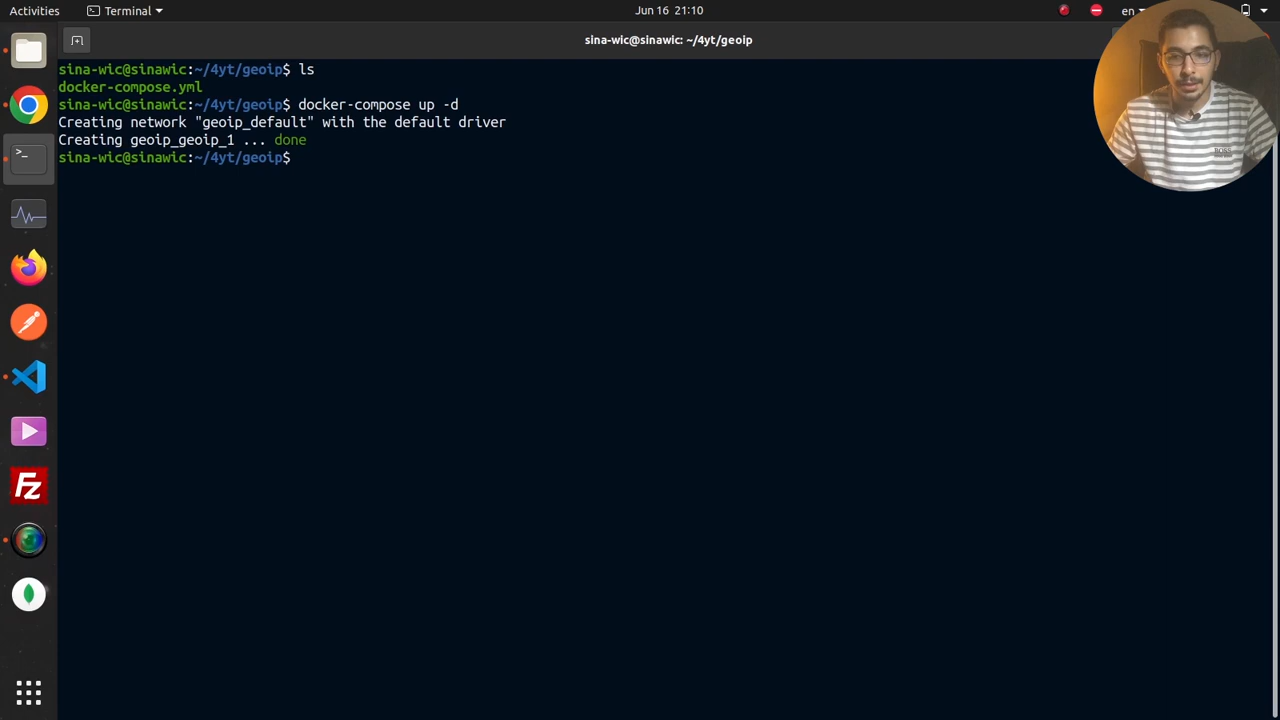 Activities
Terminal
Jun 16 21:10
en
sina-wic@sinawic: ~/4yt/geoip
sina-wic@sinawic:~/4yt/geoip$ ls
docker-compose.yml
sina-wic@sinawic:~/4yt/geoip$ docker-compose up -d
Creating network "geoip_default" with the default driver
Creating geoip_geoip_1 ... done
sina-wic@sinawic:~/4yt/geoip$
>_
Fz
BOSS